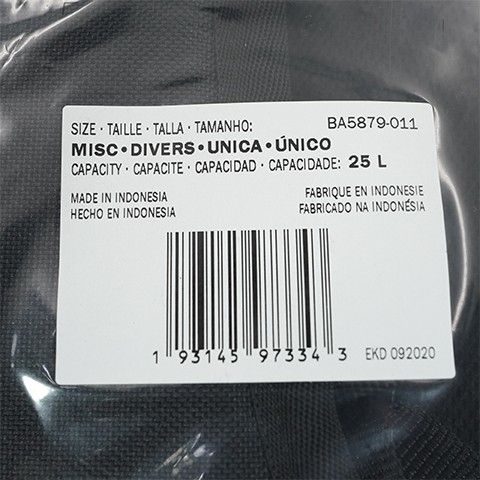 SIZE · TAILLE · TALLA · TAMANHO: BA5879-011
MISC · DIVERS · UNICA · ÚNICO
CAPACITY · CAPACITE · CAPACIDAD · CAPACIDADE: 25 L
MADE IN INDONESIA FABRIQUE EN INDONESIE
HECHO EN INDONESIA FABRICADO NA INDONÉSIA
1 93145 97334 3 EKD 092020